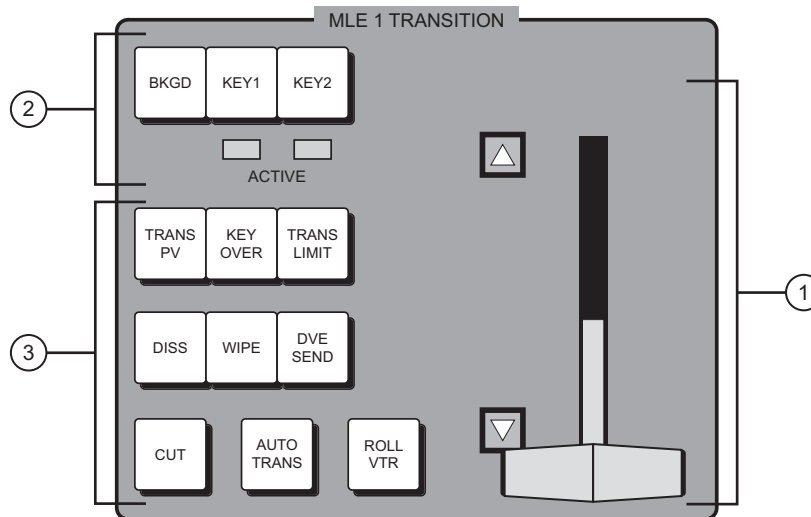 MLE 1 TRANSITION
BKGD KEY1 KEY2
2
ACTIVE
1
TRANS PV
KEY OVER
TRANS LIMIT
3
DISS WIPE
DVE SEND
CUT
AUTO TRANS
ROLL VTR